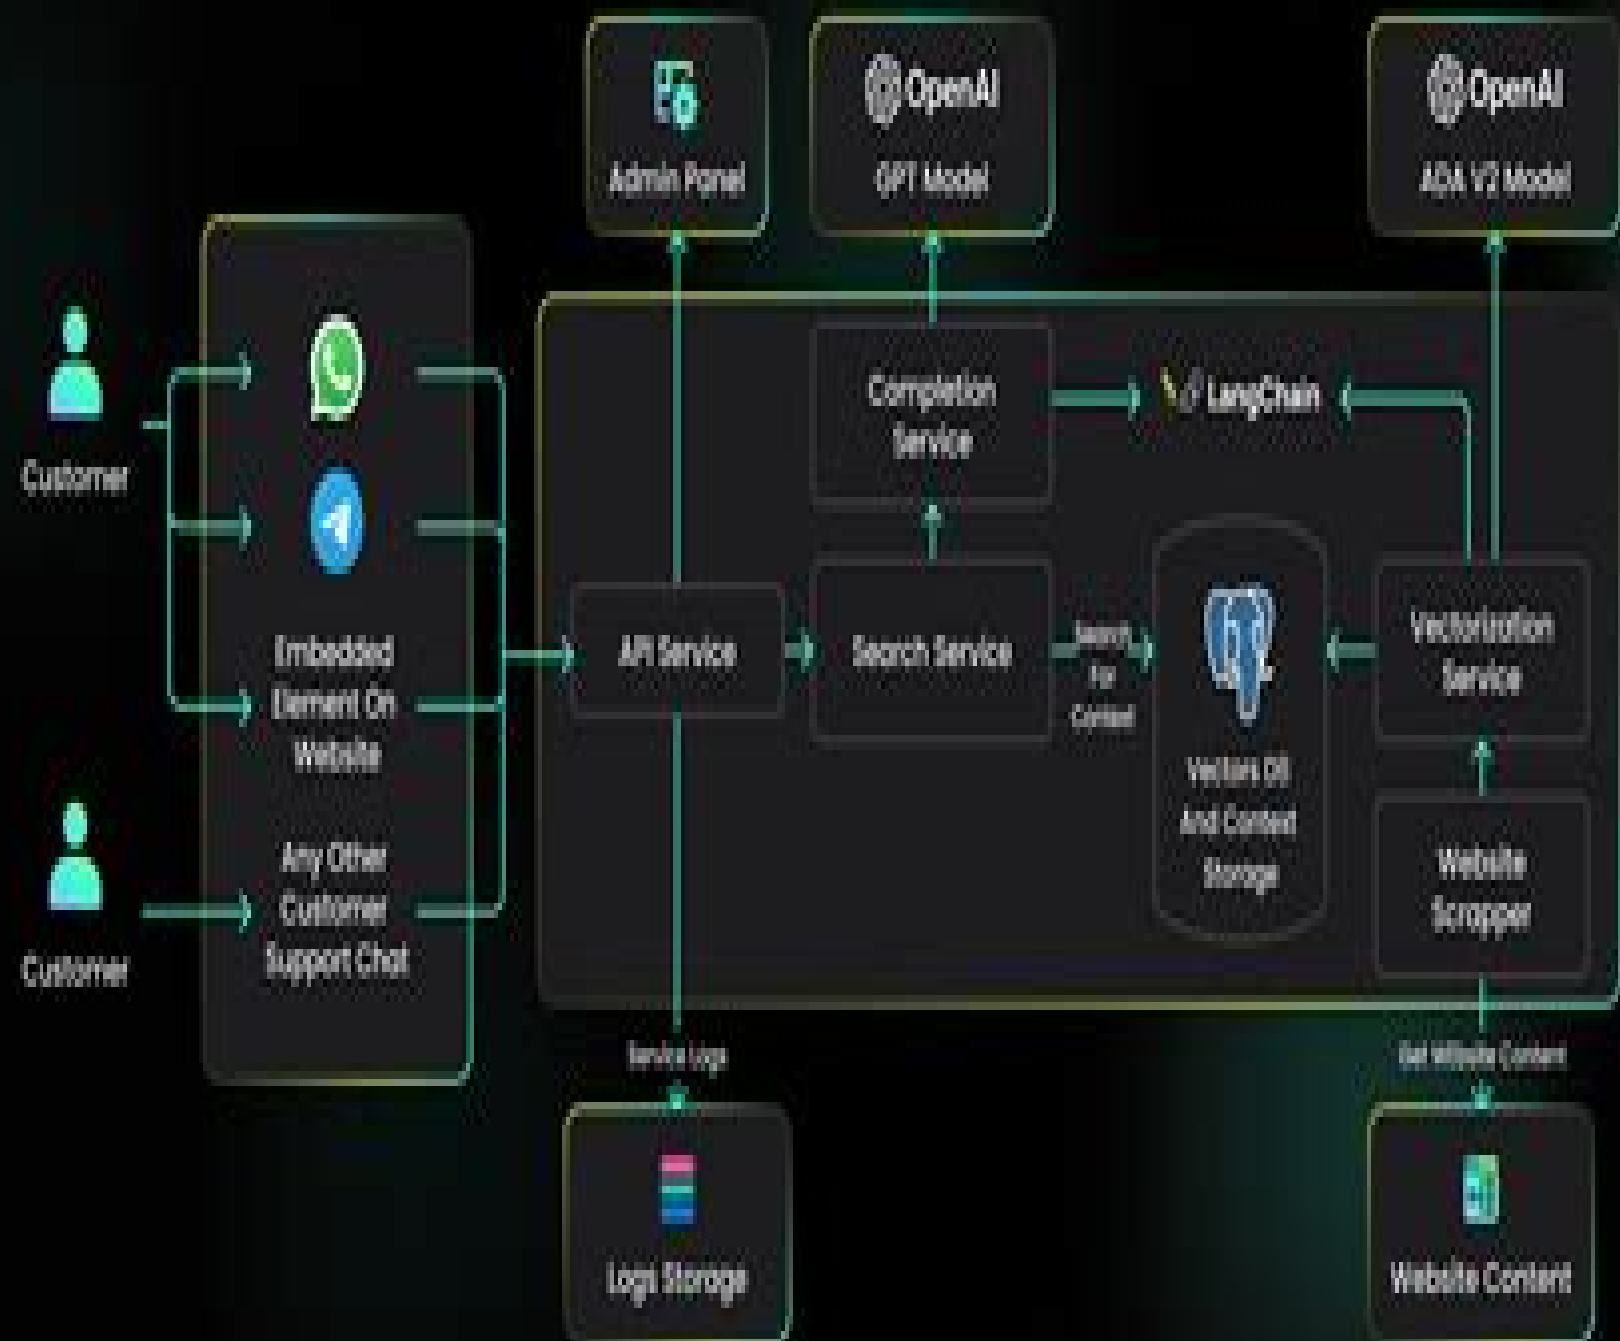 OpenAI
OpenAI
Admin Panel
GPT Model
ADA V2 Model
Customer
Completion
Service
LangChain
Embedded
Element On
Website
API Service
Search Service
Search
For
Context
Vectorization
Service
Vectors DB
And Context
Storage
Any Other
Customer
Support Chat
Website
Scrapper
Customer
Service Logs
Get Website Content
Logs Storage
Website Content